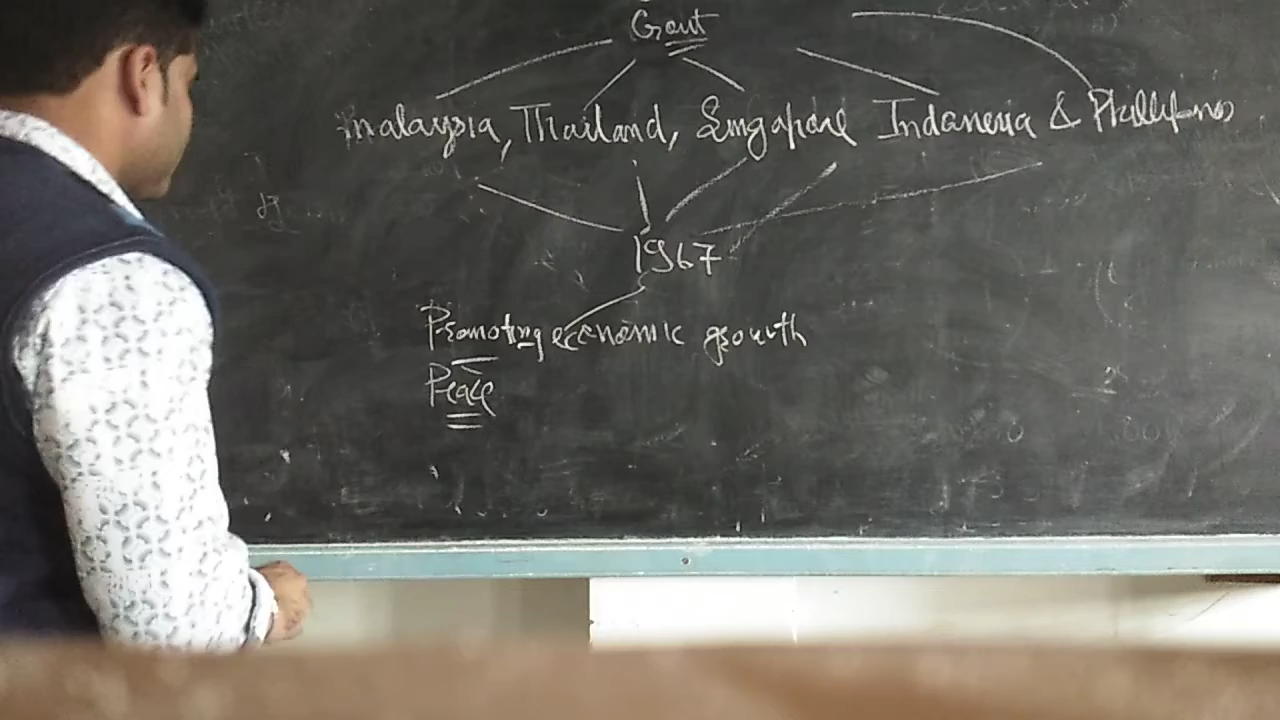 Govt
Malaysia, Thailand, Singapore Indonesia & Phillipines
1967
Promoting economic growth
Peace